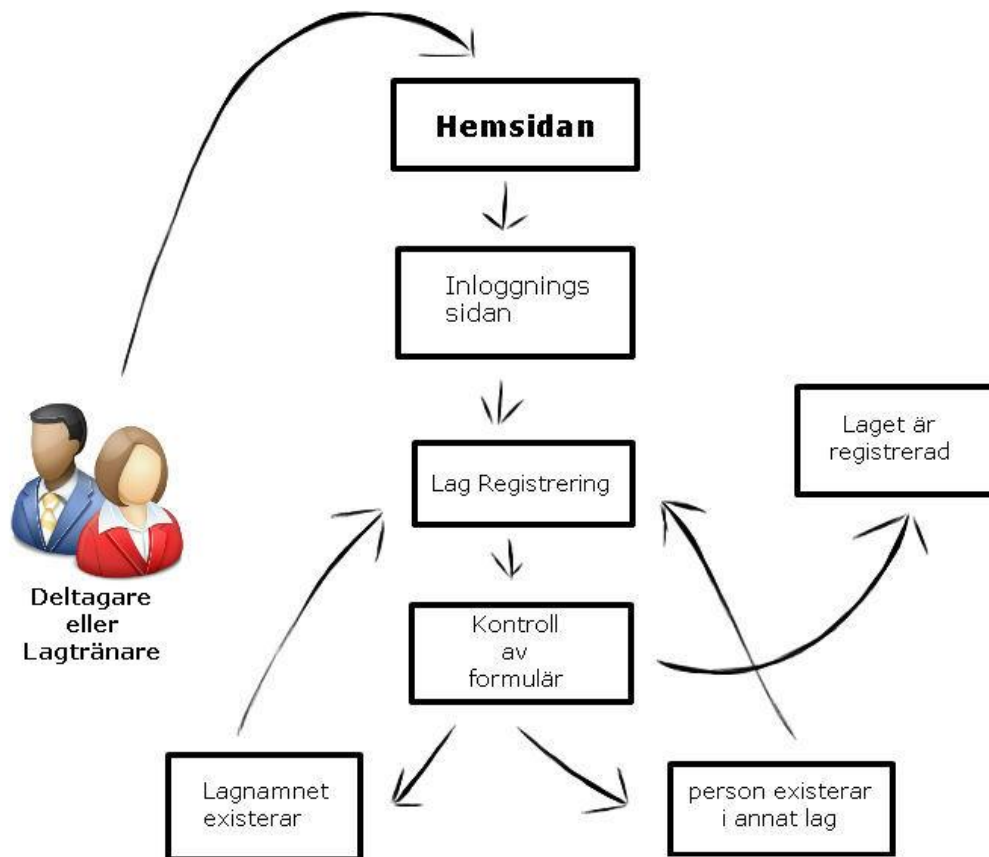 Hemsidan
Inloggnings
sidan
Lag Registrering
Laget är
registrerad
Deltagare
eller
Lagtränare
Kontroll
av
formulär
Lagnamnet
existerar
person existerar
i annat lag